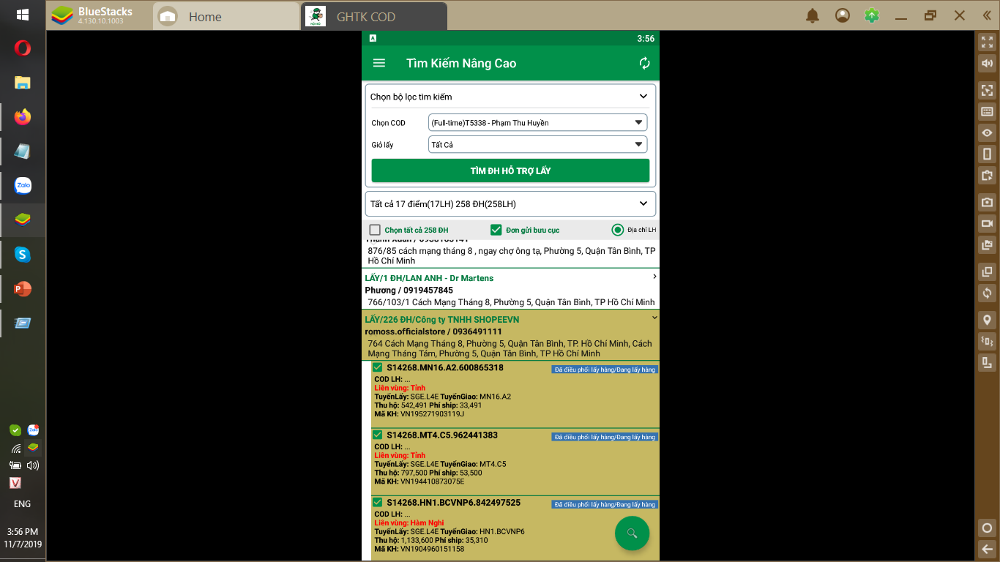 BlueStacks
4.130.10.1003
Home
GHTK COD
3:56
Tìm Kiếm Nâng Cao
Chọn bộ lọc tìm kiếm
Chọn COD
(Full-time)T5338 - Phạm Thu Huyền
Giỏ lấy
Tất Cả
TÌM ĐH HỖ TRỢ LẤY
Tất cả 17 điểm(17LH) 258 ĐH(258LH)
Chọn tất cả 258 ĐH
Đơn gửi bưu cục
Địa chỉ LH
876/85 cách mạng tháng 8 , ngay chợ ông tạ, Phường 5, Quận Tân Bình, TP
Hồ Chí Minh
LẤY/1 ĐH/LAN ANH - Dr Martens
Phương / 0919457845
766/103/1 Cách Mạng Tháng 8, Phường 5, Quận Tân Bình, TP Hồ Chí Minh
LẤY/226 ĐH/Công ty TNHH SHOPEEVN
romoss.officialstore / 0936491111
764 Cách Mạng Tháng 8, Phường 5, Quận Tân Bình, TP. Hồ Chí Minh, Cách
Mạng Tháng Tám, Phường 5, Quận Tân Bình, TP Hồ Chí Minh
S14268.MN16.A2.600865318
Đã điều phối lấy hàng/Đang lấy hàng
COD LH: ...
Liên vùng: Tỉnh
TuyếnLấy: SGE.L4E TuyếnGiao: MN16.A2
Thu hộ: 542,491 Phí ship: 33,491
Mã KH: VN195271903119J
S14268.MT4.C5.962441383
Đã điều phối lấy hàng/Đang lấy hàng
COD LH: ...
Liên vùng: Tỉnh
TuyếnLấy: SGE.L4E TuyếnGiao: MT4.C5
Thu hộ: 797,500 Phí ship: 53,500
Mã KH: VN194410873075E
S14268.HN1.BCVNP6.842497525
Đã điều phối lấy hàng/Đang lấy hàng
COD LH: ...
Liên vùng: Hàm Nghi
TuyếnLấy: SGE.L4E TuyếnGiao: HN1.BCVNP6
Thu hộ: 1,133,600 Phí ship: 35,310
Mã KH: VN1904960151158
Zalo
ENG
3:56 PM
11/7/2019